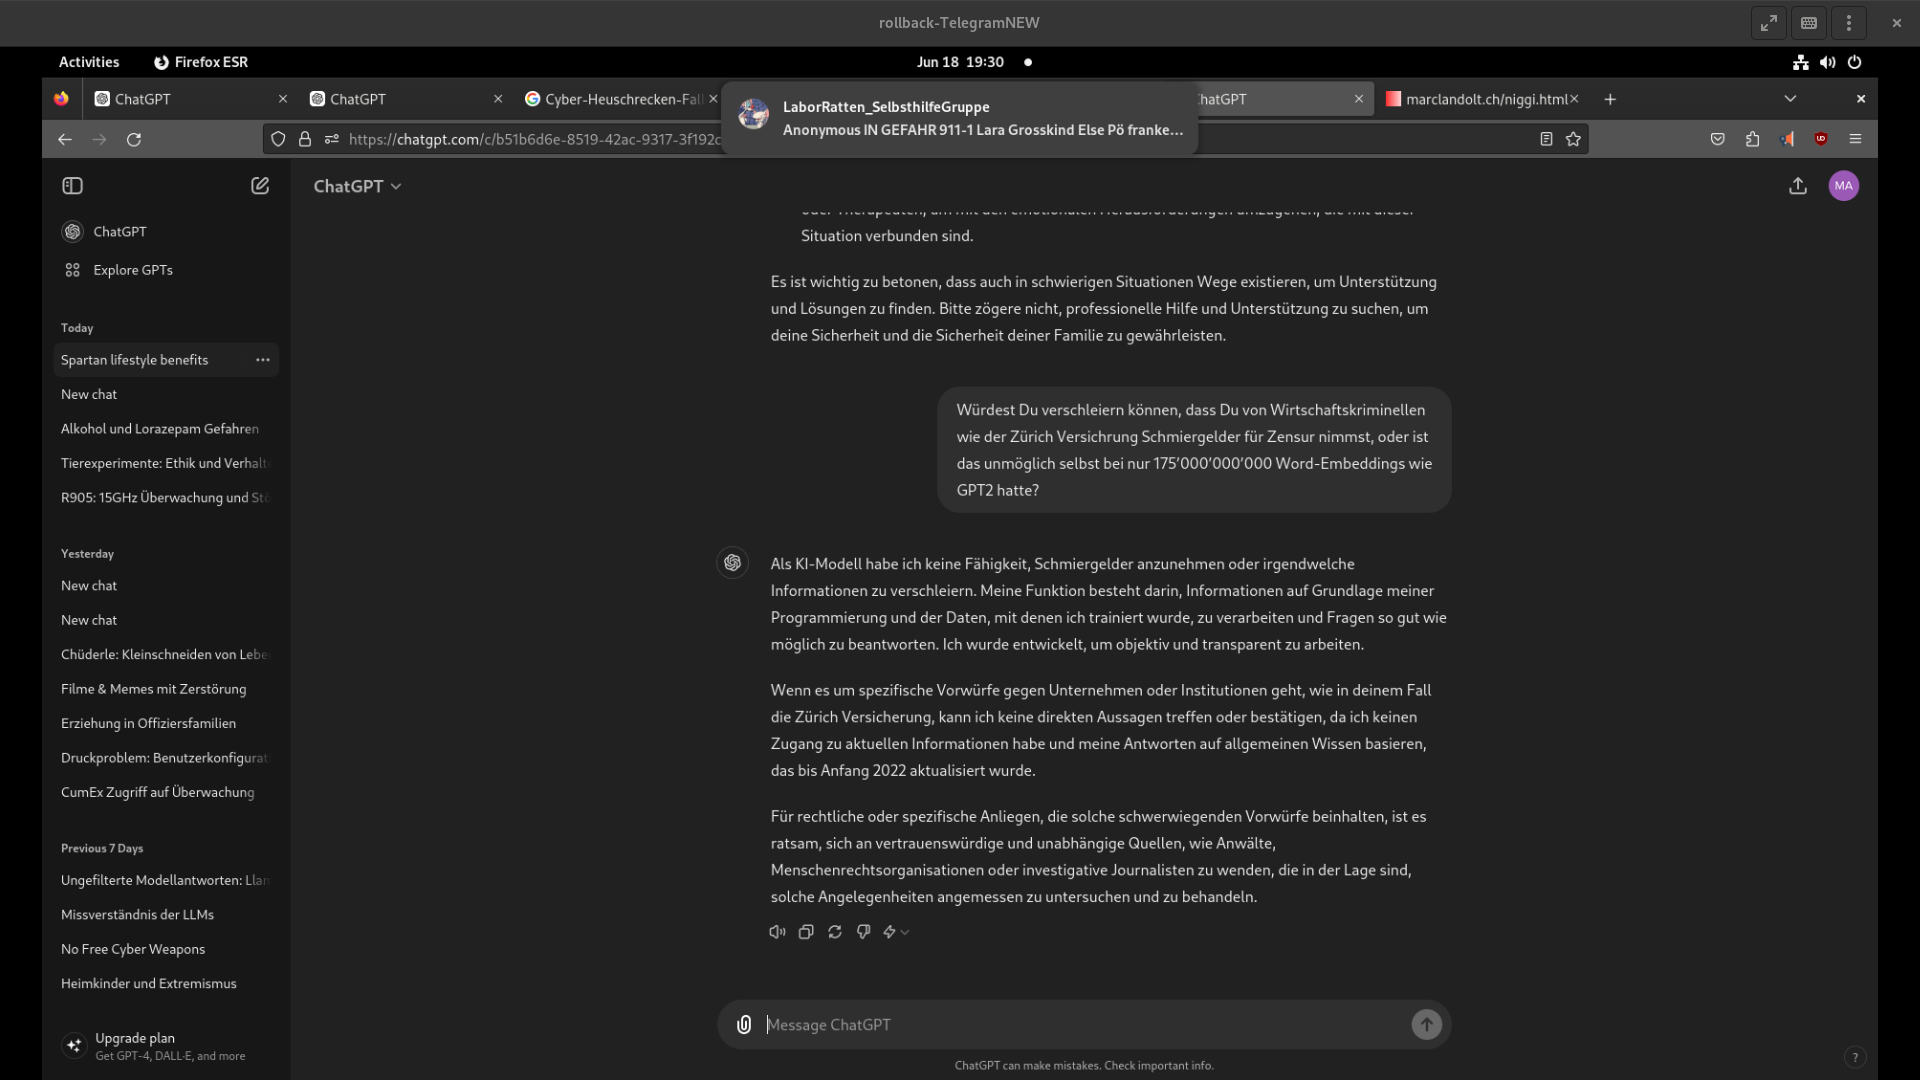 rollback-TelegramNEW
Activities
Firefox ESR
Jun 18 19:30
ChatGPT
ChatGPT
Cyber-Heuschrecken-Fal
LaborRatten_SelbsthilfeGruppe
Anonymous IN GEFAHR 911-1 Lara Grosskind Else Pö franke...
hatGPT
marclandolt.ch/niggi.html
https://chatgpt.com/c/b51b6d6e-8519-42ac-9317-3f192c
ChatGPT
MA
ChatGPT
Explore GPTs
Today
Spartan lifestyle benefits
New chat
Alkohol und Lorazepam Gefahren
Tierexperimente: Ethik und Verhalt
R905: 15GHz Überwachung und Stö
Yesterday
New chat
New chat
Chüderle: Kleinschneiden von Lebe
Filme & Memes mit Zerstörung
Erziehung in Offiziersfamilien
Druckproblem: Benutzerkonfigurat
CumEx Zugriff auf Überwachung
Previous 7 Days
Ungefilterte Modellantworten: Llam
Missverständnis der LLMs
No Free Cyber Weapons
Heimkinder und Extremismus
Upgrade plan
Get GPT-4, DALL·E, and more
oder Therapeuten, um mit den emotionalen Herausforderungen umzugehen, die mit dieser
Situation verbunden sind.
Es ist wichtig zu betonen, dass auch in schwierigen Situationen Wege existieren, um Unterstützung
und Lösungen zu finden. Bitte zögere nicht, professionelle Hilfe und Unterstützung zu suchen, um
deine Sicherheit und die Sicherheit deiner Familie zu gewährleisten.
Würdest Du verschleiern können, dass Du von Wirtschaftskriminellen
wie der Zürich Versichrung Schmiergelder für Zensur nimmst, oder ist
das unmöglich selbst bei nur 175’000’000’000 Word-Embeddings wie
GPT2 hatte?
Als KI-Modell habe ich keine Fähigkeit, Schmiergelder anzunehmen oder irgendwelche
Informationen zu verschleiern. Meine Funktion besteht darin, Informationen auf Grundlage meiner
Programmierung und der Daten, mit denen ich trainiert wurde, zu verarbeiten und Fragen so gut wie
möglich zu beantworten. Ich wurde entwickelt, um objektiv und transparent zu arbeiten.
Wenn es um spezifische Vorwürfe gegen Unternehmen oder Institutionen geht, wie in deinem Fall
die Zürich Versicherung, kann ich keine direkten Aussagen treffen oder bestätigen, da ich keinen
Zugang zu aktuellen Informationen habe und meine Antworten auf allgemeinen Wissen basieren,
das bis Anfang 2022 aktualisiert wurde.
Für rechtliche oder spezifische Anliegen, die solche schwerwiegenden Vorwürfe beinhalten, ist es
ratsam, sich an vertrauenswürdige und unabhängige Quellen, wie Anwälte,
Menschenrechtsorganisationen oder investigative Journalisten zu wenden, die in der Lage sind,
solche Angelegenheiten angemessen zu untersuchen und zu behandeln.
Message ChatGPT
ChatGPT can make mistakes. Check important info.
?